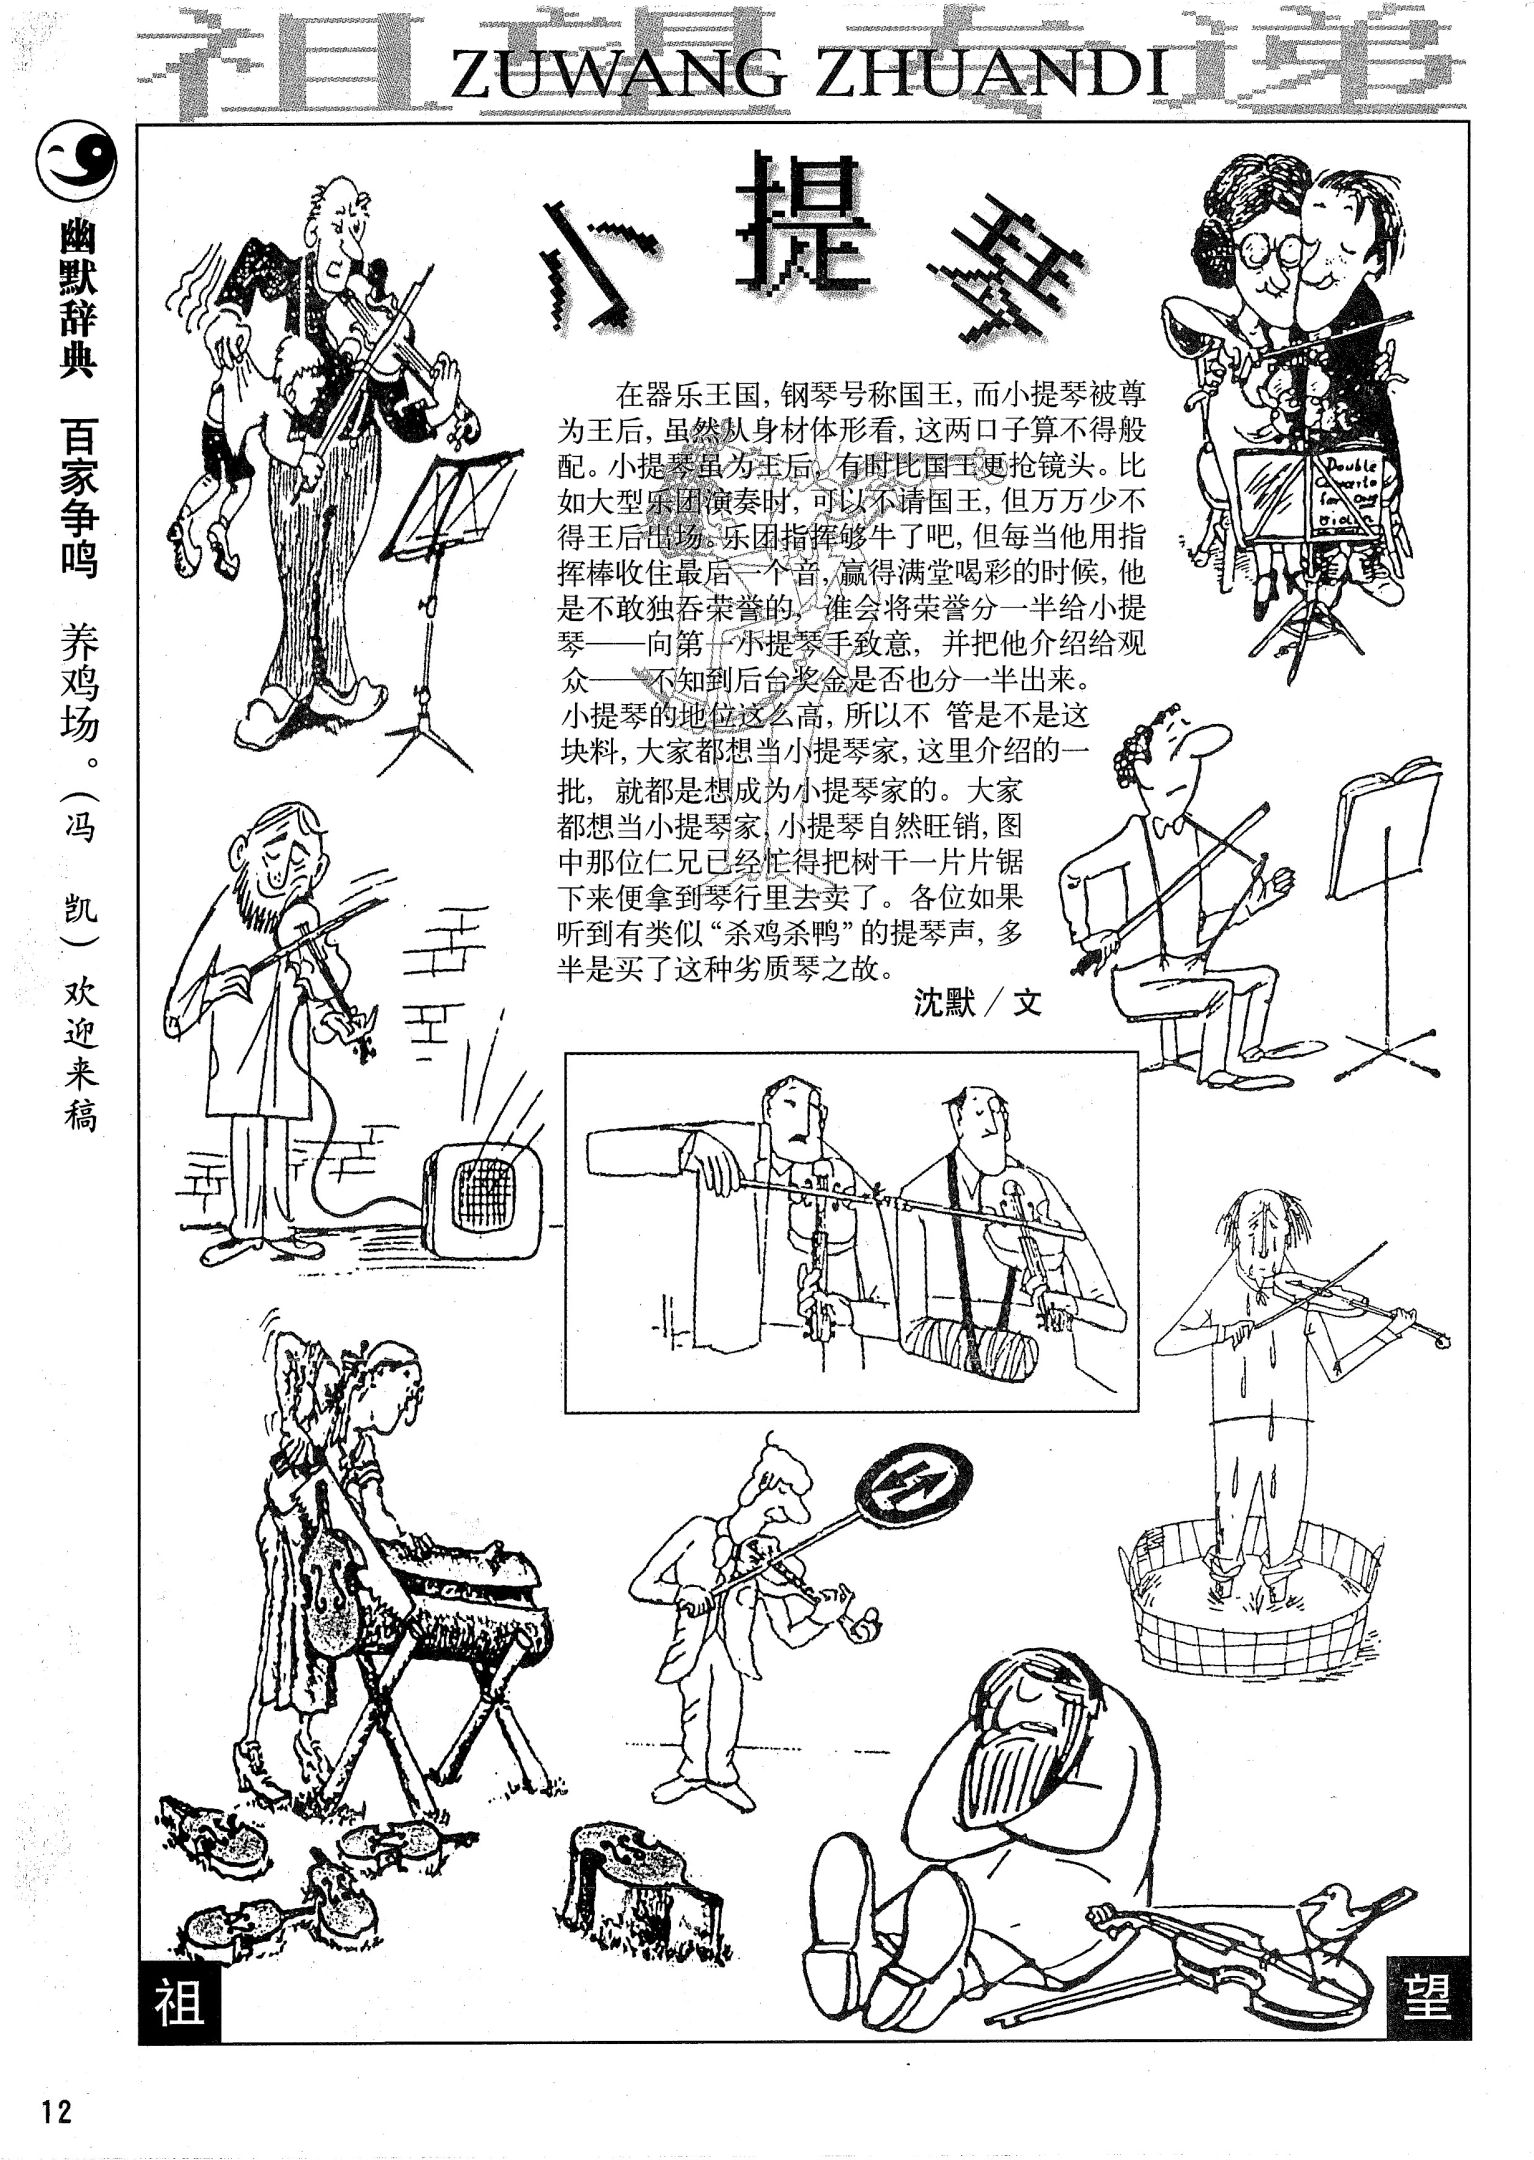 祖望专递
ZUWANG ZHUANDI
幽默辞典 百家争鸣 养鸡场。(冯 凯) 欢迎来稿
小提琴
在器乐王国,钢琴号称国王,而小提琴被尊
为王后,虽然从身材体形看,这两口子算不得般
配。小提琴虽为王后,有时比国王更抢镜头。比
如大型乐团演奏时,可以不请国王,但万万少不
得王后出场。乐团指挥够牛了吧,但每当他用指
挥棒收住最后一个音,赢得满堂喝彩的时候,他
是不敢独吞荣誉的,准会将荣誉分一半给小提
琴——向第一小提琴手致意,并把他介绍给观
众——不知到后台奖金是否也分一半出来。
小提琴的地位这么高,所以不 管是不是这
块料,大家都想当小提琴家,这里介绍的一
批,就都是想成为小提琴家的。大家
都想当小提琴家,小提琴自然旺销,图
中那位仁兄已经忙得把树干一片片锯
下来便拿到琴行里去卖了。各位如果
听到有类似“杀鸡杀鸭”的提琴声,多
半是买了这种劣质琴之故。
沈默/文
Double
Concerto
for one
violin
祖
望
12